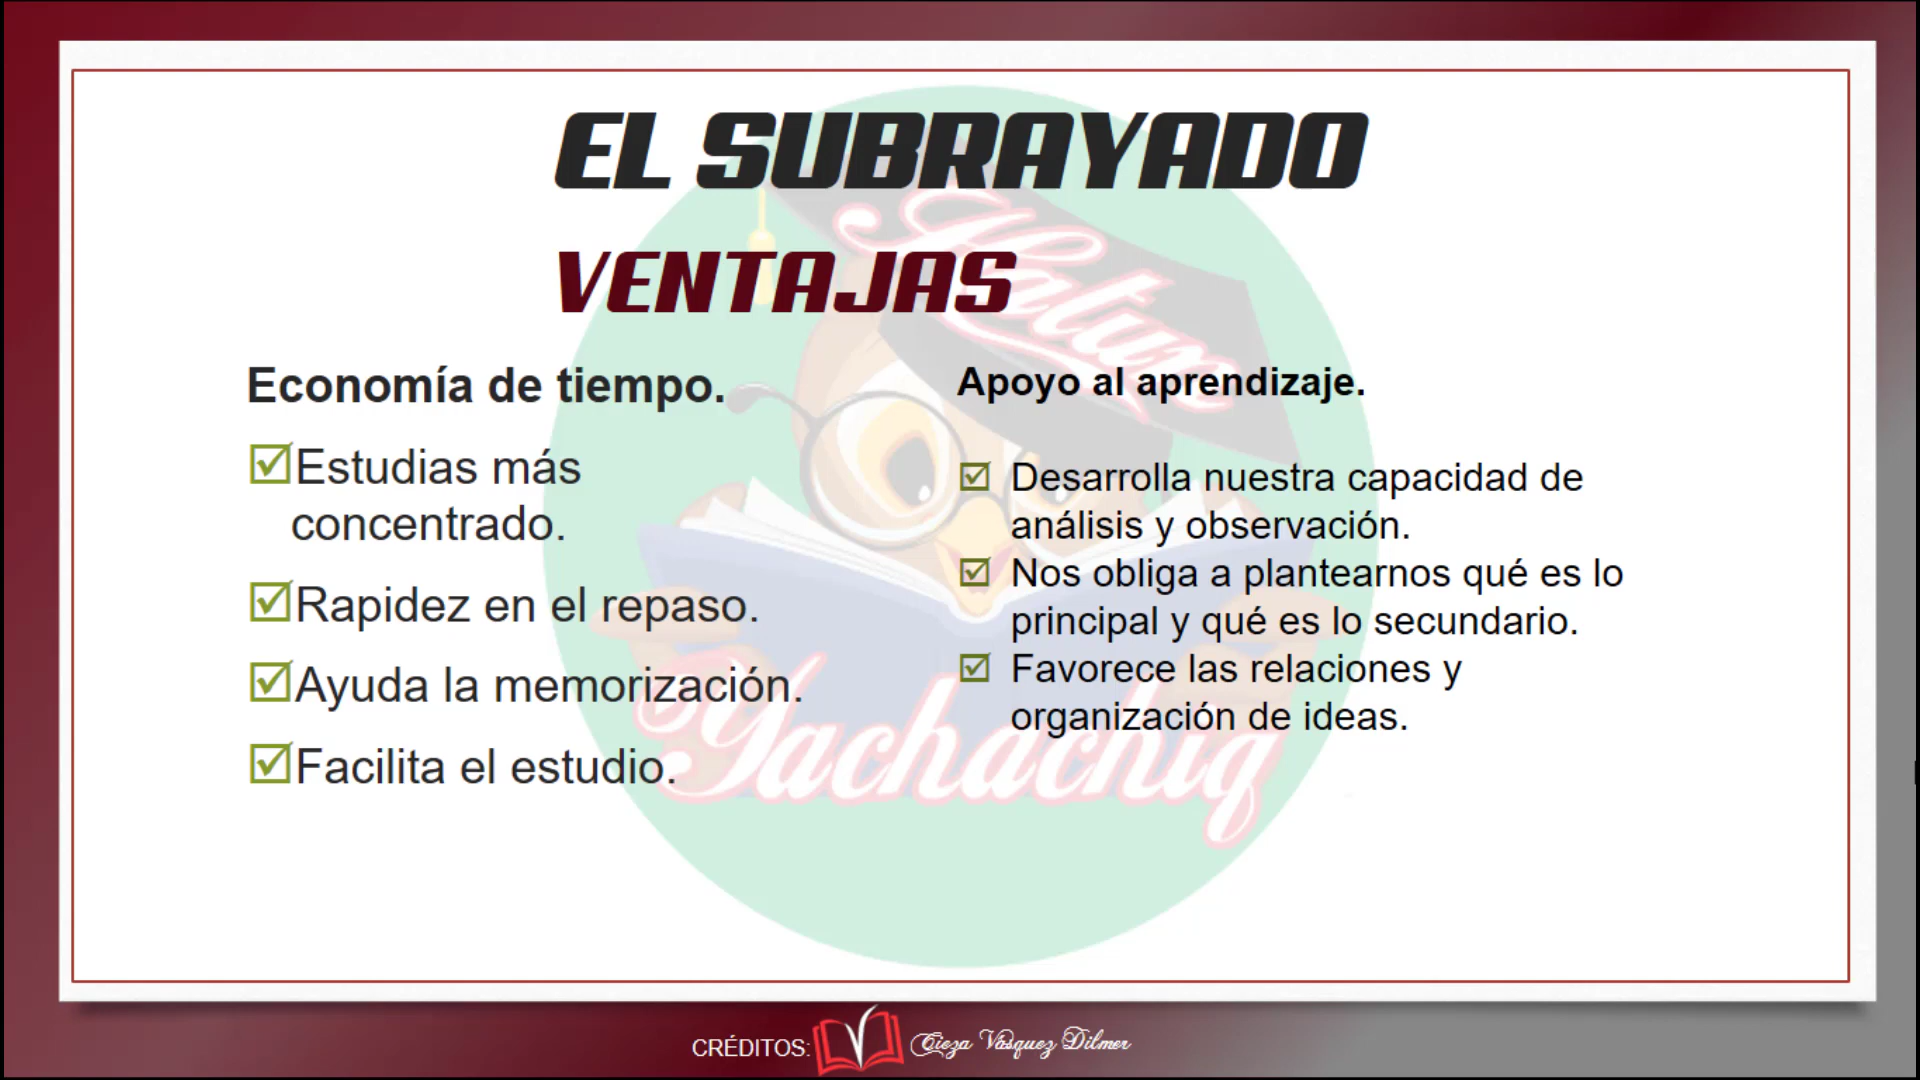 EL SUBRAYADO
VENTAJAS
Economía de tiempo.
Estudias más
concentrado.
Rapidez en el repaso.
Ayuda la memorización.
Facilita el estudio.
Apoyo al aprendizaje.
Desarrolla nuestra capacidad de
análisis y observación.
Nos obliga a plantearnos qué es lo
principal y qué es lo secundario.
Favorece las relaciones y
organización de ideas.
Hatun
Yachachiq
CRÉDITOS:
Cieza Vásquez Dilmer